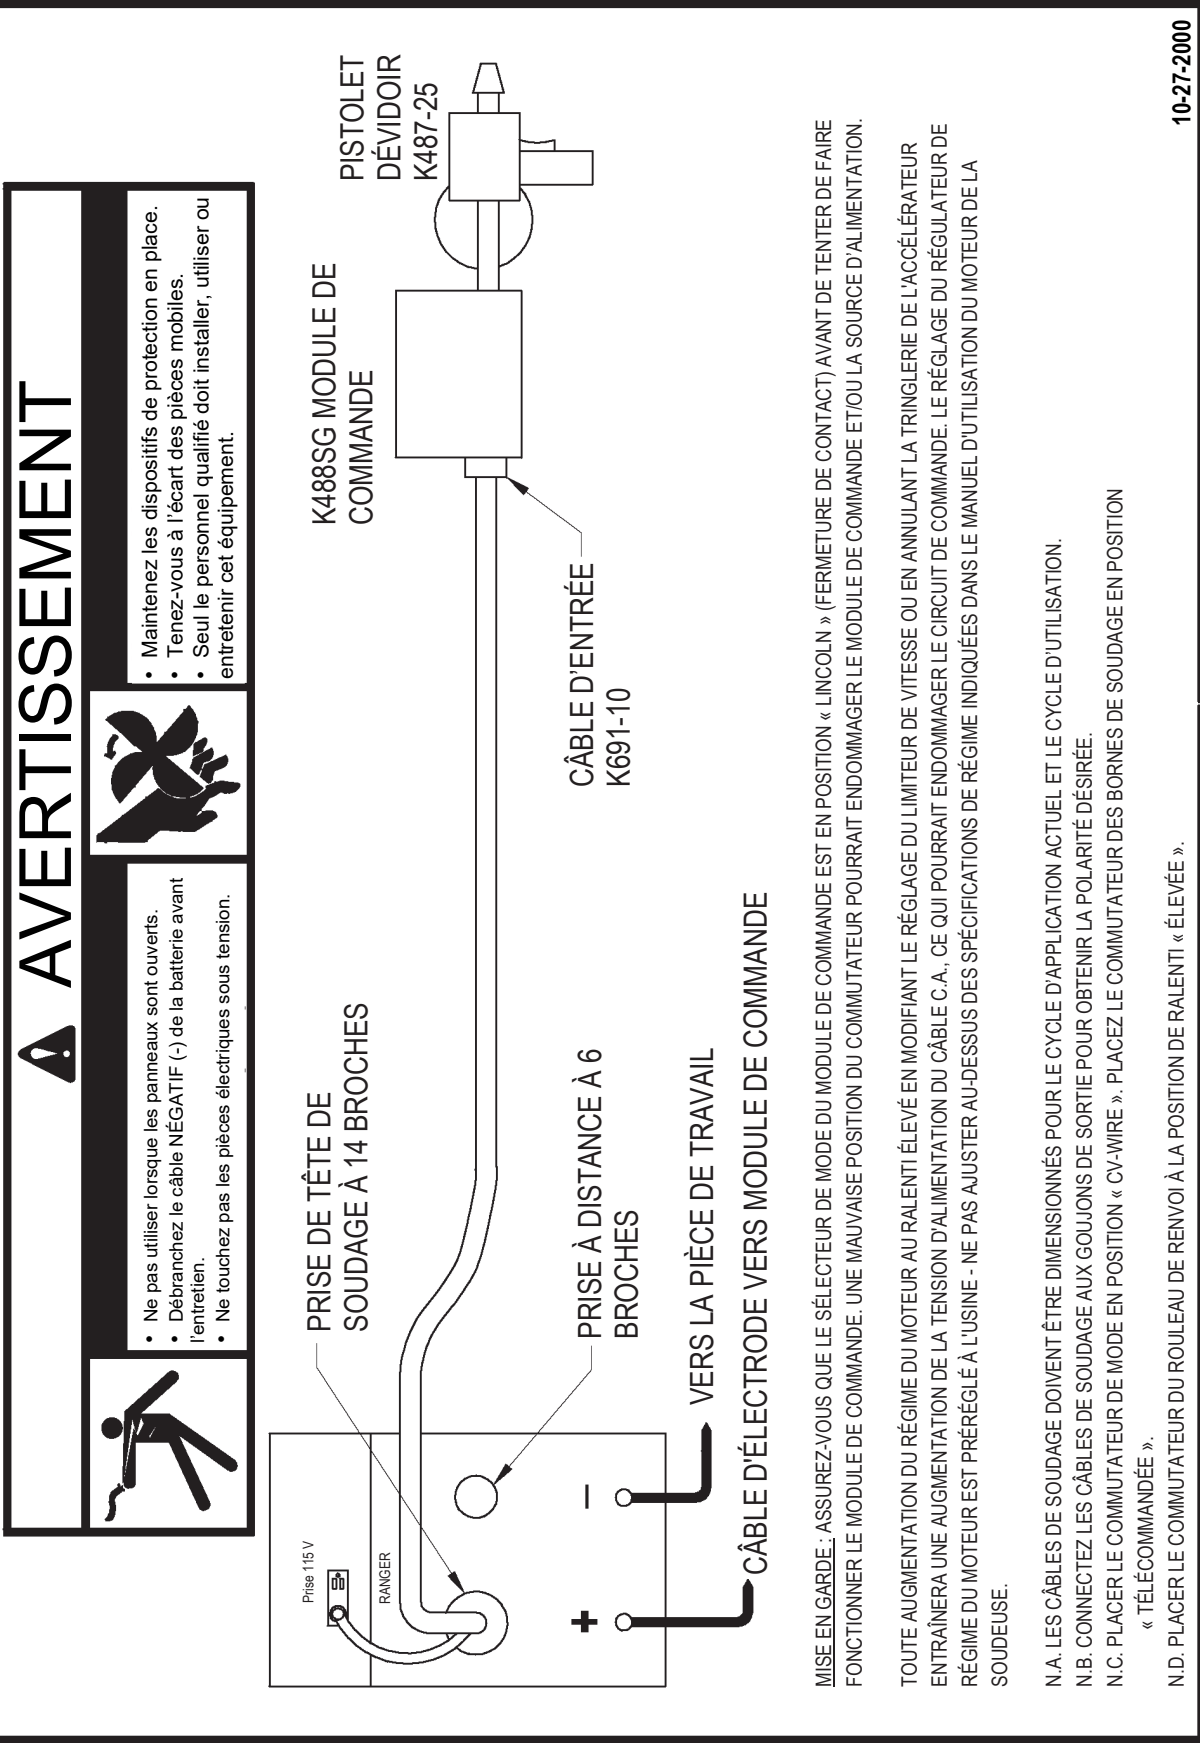 AVERTISSEMENT
• Ne pas utiliser lorsque les panneaux sont ouverts.
• Débranchez le câble NÉGATIF (-) de la batterie avant
l'entretien.
• Ne touchez pas les pièces électriques sous tension.
• Maintenez les dispositifs de protection en place.
• Tenez-vous à l'écart des pièces mobiles.
• Seul le personnel qualifié doit installer, utiliser ou
entretenir cet équipement.
Prise 115 V
RANGER
PRISE DE TÊTE DE
SOUDAGE À 14 BROCHES
K488SG MODULE DE
COMMANDE
PISTOLET
DÉVIDOIR
K487-25
CÂBLE D'ENTRÉE
K691-10
PRISE À DISTANCE À 6
BROCHES
+
–
VERS LA PIÈCE DE TRAVAIL
CÂBLE D'ÉLECTRODE VERS MODULE DE COMMANDE
MISE EN GARDE : ASSUREZ-VOUS QUE LE SÉLECTEUR DE MODE DU MODULE DE COMMANDE EST EN POSITION « LINCOLN » (FERMETURE DE CONTACT) AVANT DE TENTER DE FAIRE
FONCTIONNER LE MODULE DE COMMANDE. UNE MAUVAISE POSITION DU COMMUTATEUR POURRAIT ENDOMMAGER LE MODULE DE COMMANDE ET/OU LA SOURCE D'ALIMENTATION.
TOUTE AUGMENTATION DU RÉGIME DU MOTEUR AU RALENTI ÉLEVÉ EN MODIFIANT LE RÉGLAGE DU LIMITEUR DE VITESSE OU EN ANNULANT LA TRINGLERIE DE L'ACCÉLÉRATEUR
ENTRAÎNERA UNE AUGMENTATION DE LA TENSION D'ALIMENTATION DU CÂBLE C.A., CE QUI POURRAIT ENDOMMAGER LE CIRCUIT DE COMMANDE. LE RÉGLAGE DU RÉGULATEUR DE
RÉGIME DU MOTEUR EST PRÉRÉGLÉ À L'USINE - NE PAS AJUSTER AU-DESSUS DES SPÉCIFICATIONS DE RÉGIME INDIQUÉES DANS LE MANUEL D'UTILISATION DU MOTEUR DE LA
SOUDEUSE.
N.A. LES CÂBLES DE SOUDAGE DOIVENT ÊTRE DIMENSIONNÉS POUR LE CYCLE D'APPLICATION ACTUEL ET LE CYCLE D'UTILISATION.
N.B. CONNECTEZ LES CÂBLES DE SOUDAGE AUX GOUJONS DE SORTIE POUR OBTENIR LA POLARITÉ DÉSIRÉE.
N.C. PLACER LE COMMUTATEUR DE MODE EN POSITION « CV-WIRE ». PLACEZ LE COMMUTATEUR DES BORNES DE SOUDAGE EN POSITION
« TÉLÉCOMMANDÉE ».
N.D. PLACER LE COMMUTATEUR DU ROULEAU DE RENVOI À LA POSITION DE RALENTI « ÉLEVÉE ».
10-27-2000